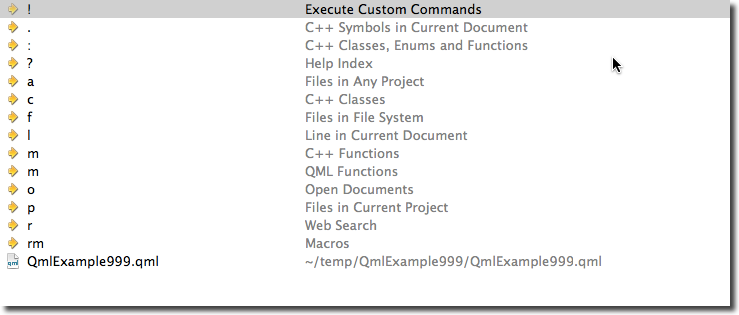 ! Execute Custom Commands
. C++ Symbols in Current Document
: C++ Classes, Enums and Functions
? Help Index
a Files in Any Project
c C++ Classes
f Files in File System
l Line in Current Document
m C++ Functions
m QML Functions
o Open Documents
p Files in Current Project
r Web Search
rm Macros
qml QmlExample999.qml ~/temp/QmlExample999/QmlExample999.qml